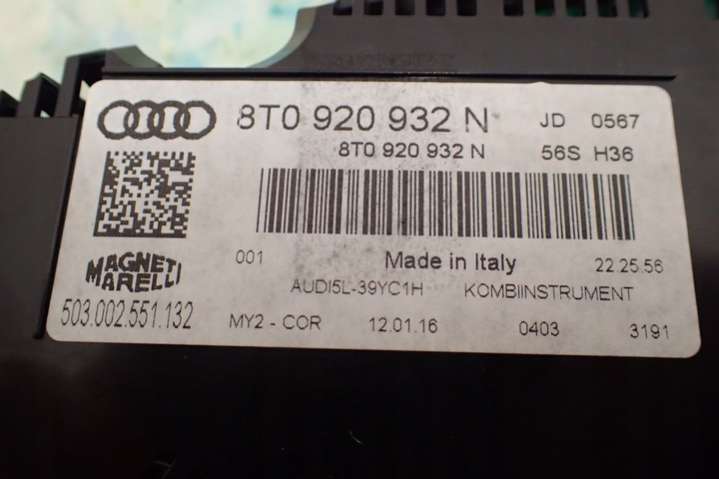 8T0 920 932 N JD 0567
8T0 920 932 N 56S H36
001 Made in Italy 22.25.56
MAGNETI
MARELLI
AUDI5L-39YC1H KOMBIINSTRUMENT
503.002.551.132 MY2 - COR 12.01.16 0403 3191